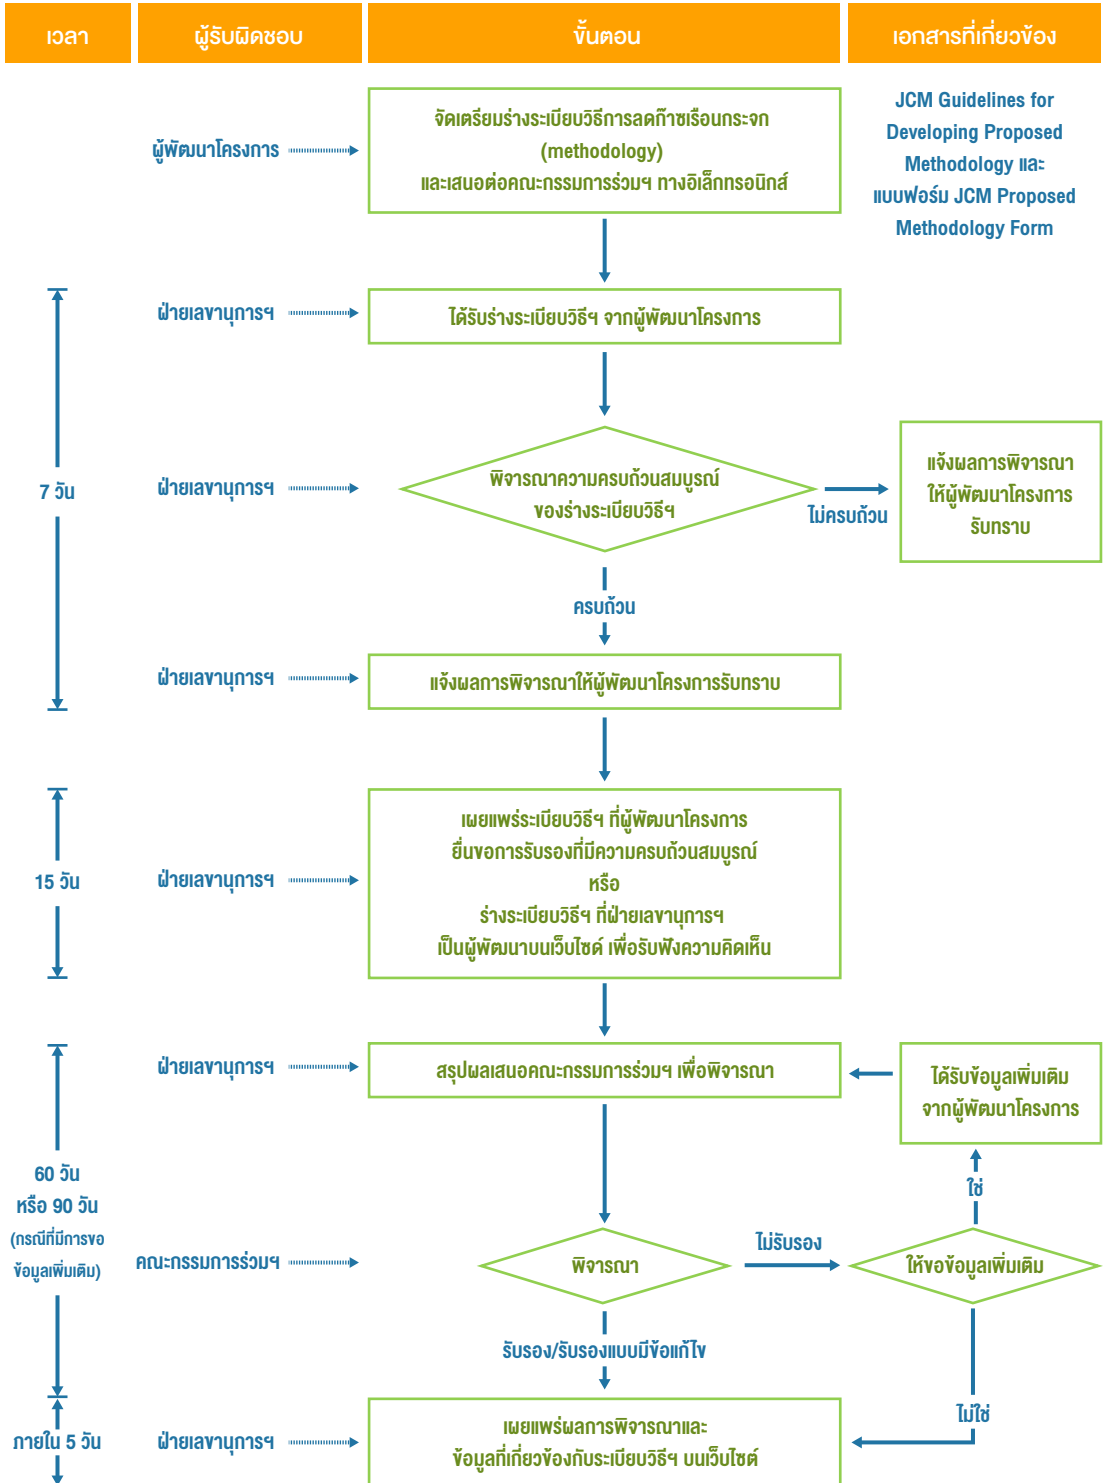 เวลา
ผู้รับผิดชอบ
ขั้นตอน
เอกสารที่เกี่ยวข้อง
ผู้พัฒนาโครงการ
จัดเตรียมร่างระเบียบวิธีการลดก๊าซเรือนกระจก
(methodology)
และเสนอต่อคณะกรรมการร่วมฯ ทางอิเล็กทรอนิกส์
JCM Guidelines for
Developing Proposed
Methodology และ
แบบฟอร์ม JCM Proposed
Methodology Form
ฝ่ายเลขานุการฯ
ได้รับร่างระเบียบวิธีฯ จากผู้พัฒนาโครงการ
7 วัน
ฝ่ายเลขานุการฯ
พิจารณาความครบถ้วนสมบูรณ์
ของร่างระเบียบวิธีฯ
ไม่ครบถ้วน
แจ้งผลการพิจารณา
ให้ผู้พัฒนาโครงการ
รับทราบ
ครบถ้วน
ฝ่ายเลขานุการฯ
แจ้งผลการพิจารณาให้ผู้พัฒนาโครงการรับทราบ
15 วัน
ฝ่ายเลขานุการฯ
เผยแพร่ระเบียบวิธีฯ ที่ผู้พัฒนาโครงการ
ยื่นขอการรับรองที่มีความครบถ้วนสมบูรณ์
หรือ
ร่างระเบียบวิธีฯ ที่ฝ่ายเลขานุการฯ
เป็นผู้พัฒนาบนเว็บไซด์ เพื่อรับฟังความคิดเห็น
ฝ่ายเลขานุการฯ
สรุปผลเสนอคณะกรรมการร่วมฯ เพื่อพิจารณา
ได้รับข้อมูลเพิ่มเติม
จากผู้พัฒนาโครงการ
ใช่
60 วัน
หรือ 90 วัน
(กรณีที่มีการขอ
ข้อมูลเพิ่มเติม)
คณะกรรมการร่วมฯ
พิจารณา
ไม่รับรอง
ให้ขอข้อมูลเพิ่มเติม
รับรอง/รับรองแบบมีข้อแก้ไข
ไม่ใช่
ภายใน 5 วัน
ฝ่ายเลขานุการฯ
เผยแพร่ผลการพิจารณาและ
ข้อมูลที่เกี่ยวข้องกับระเบียบวิธีฯ บนเว็บไซต์